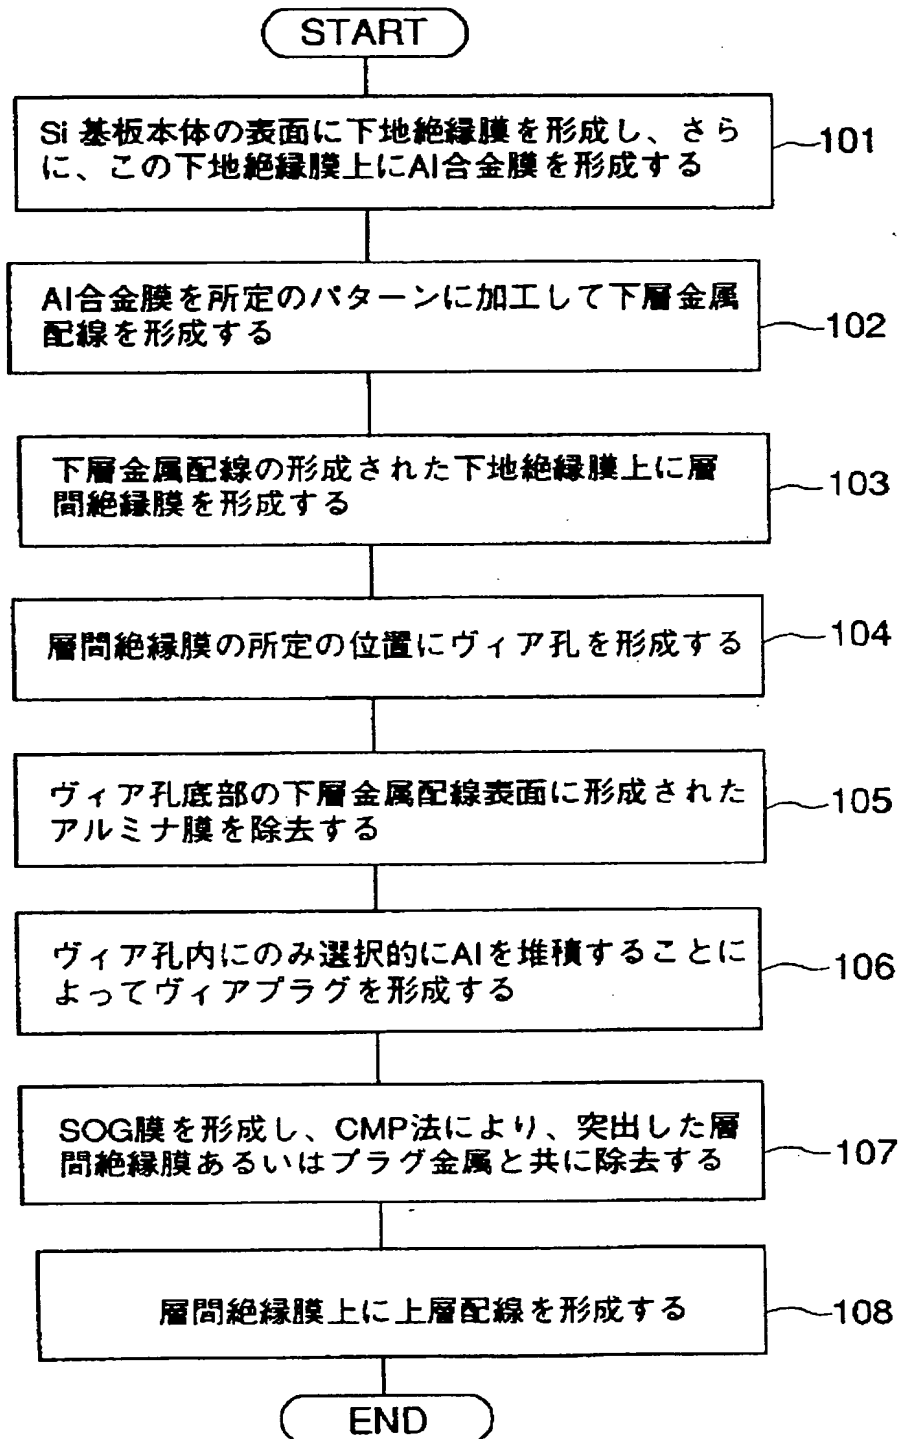 START
Si 基板本体の表面に下地絶縁膜を形成し、さら
に、この下地絶縁膜上にAl合金膜を形成する
101
Al合金膜を所定のパターンに加工して下層金属
配線を形成する
102
下層金属配線の形成された下地絶縁膜上に層
間絶縁膜を形成する
103
層間絶縁膜の所定の位置にヴィア孔を形成する
104
ヴィア孔底部の下層金属配線表面に形成された
アルミナ膜を除去する
105
ヴィア孔内にのみ選択的にAlを堆積することに
よってヴィアプラグを形成する
106
SOG膜を形成し、CMP法により、突出した層
間絶縁膜あるいはプラグ金属と共に除去する
107
層間絶縁膜上に上層配線を形成する
108
END